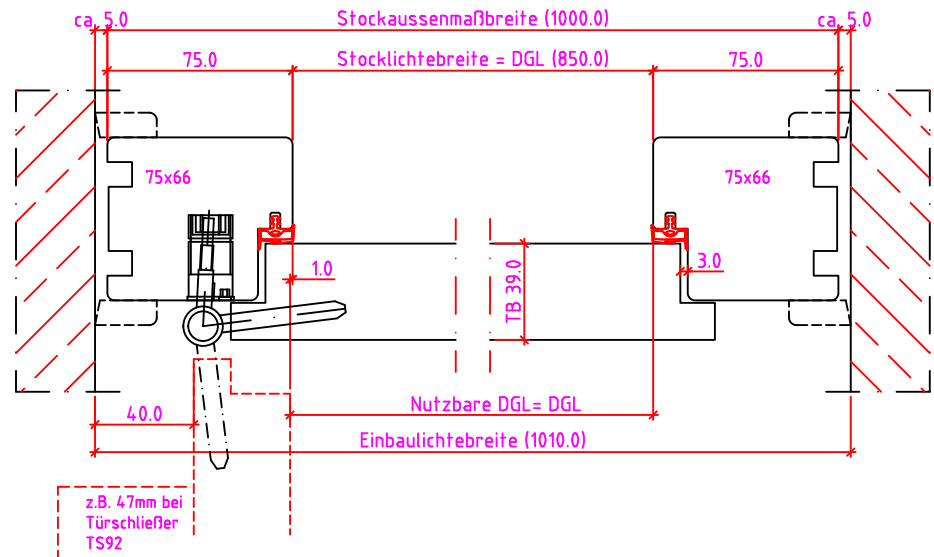 ca. 5.0
Stockaussenmaßbreite (1000.0)
ca. 5.0
75.0
Stocklichtebreite = DGL (850.0)
75.0
75x66
75x66
1.0
TB 39.0
3.0
40.0
Nutzbare DGL= DGL
Einbaulichtebreite (1010.0)
z.B. 47mm bei
Türschließer
TS92